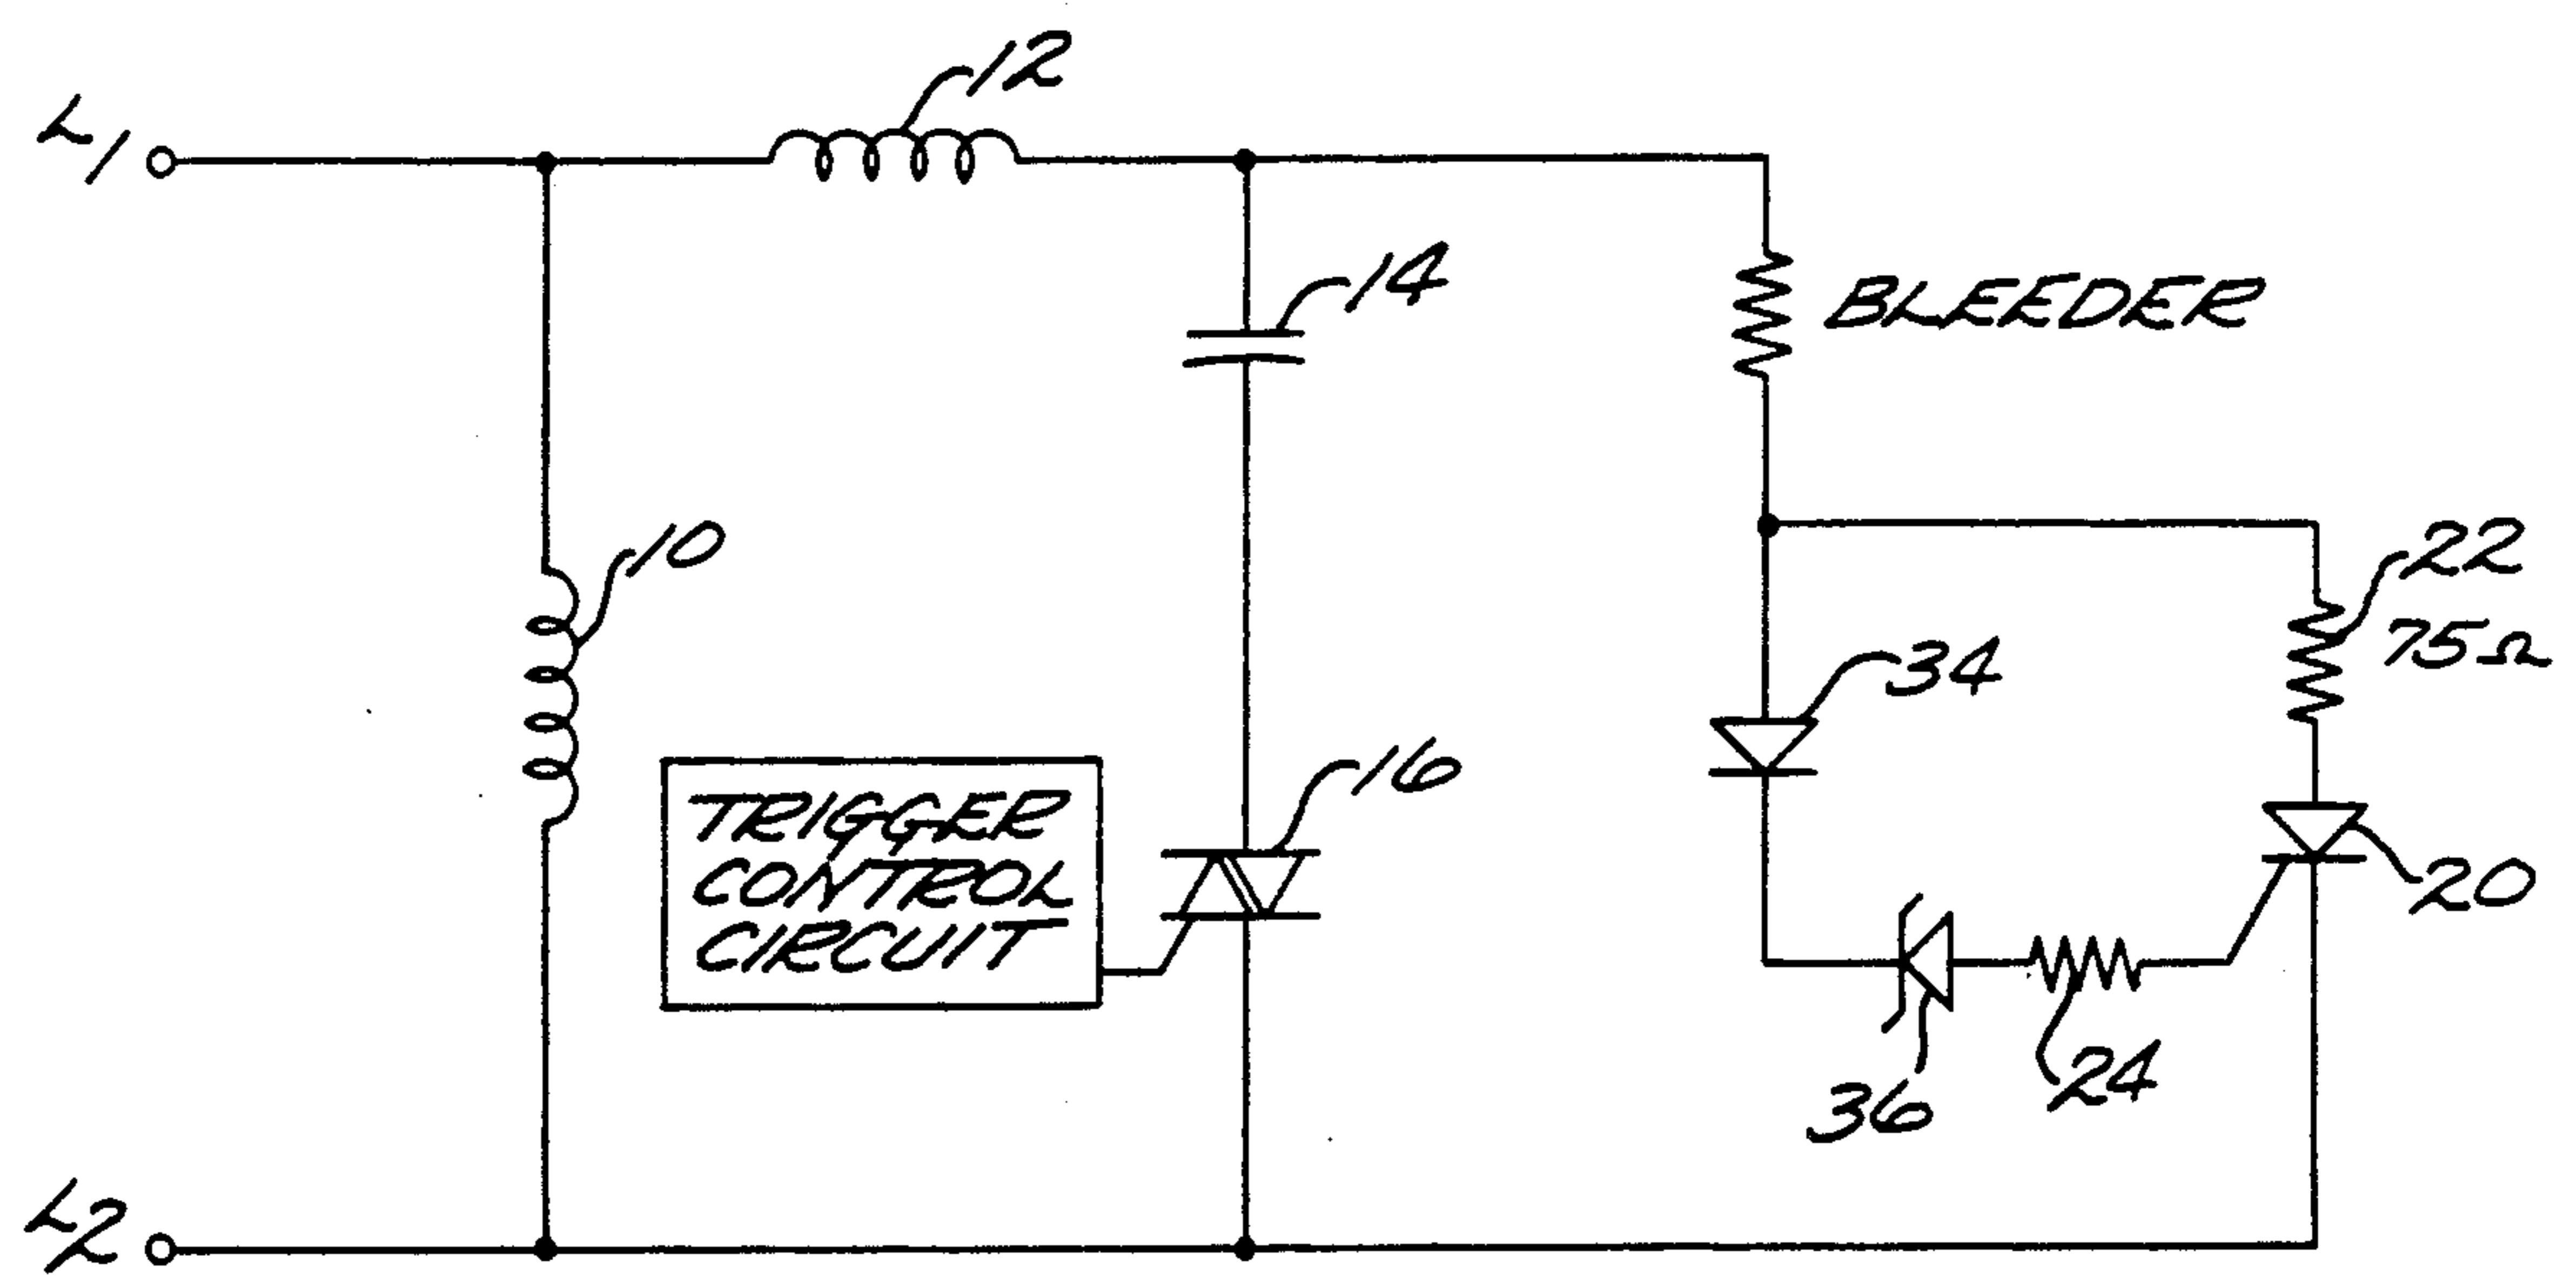 12
L1
14
BLEEDER
10
22
75Ω
34
16
TRIGGER
CONTROL
CIRCUIT
20
36
24
L2